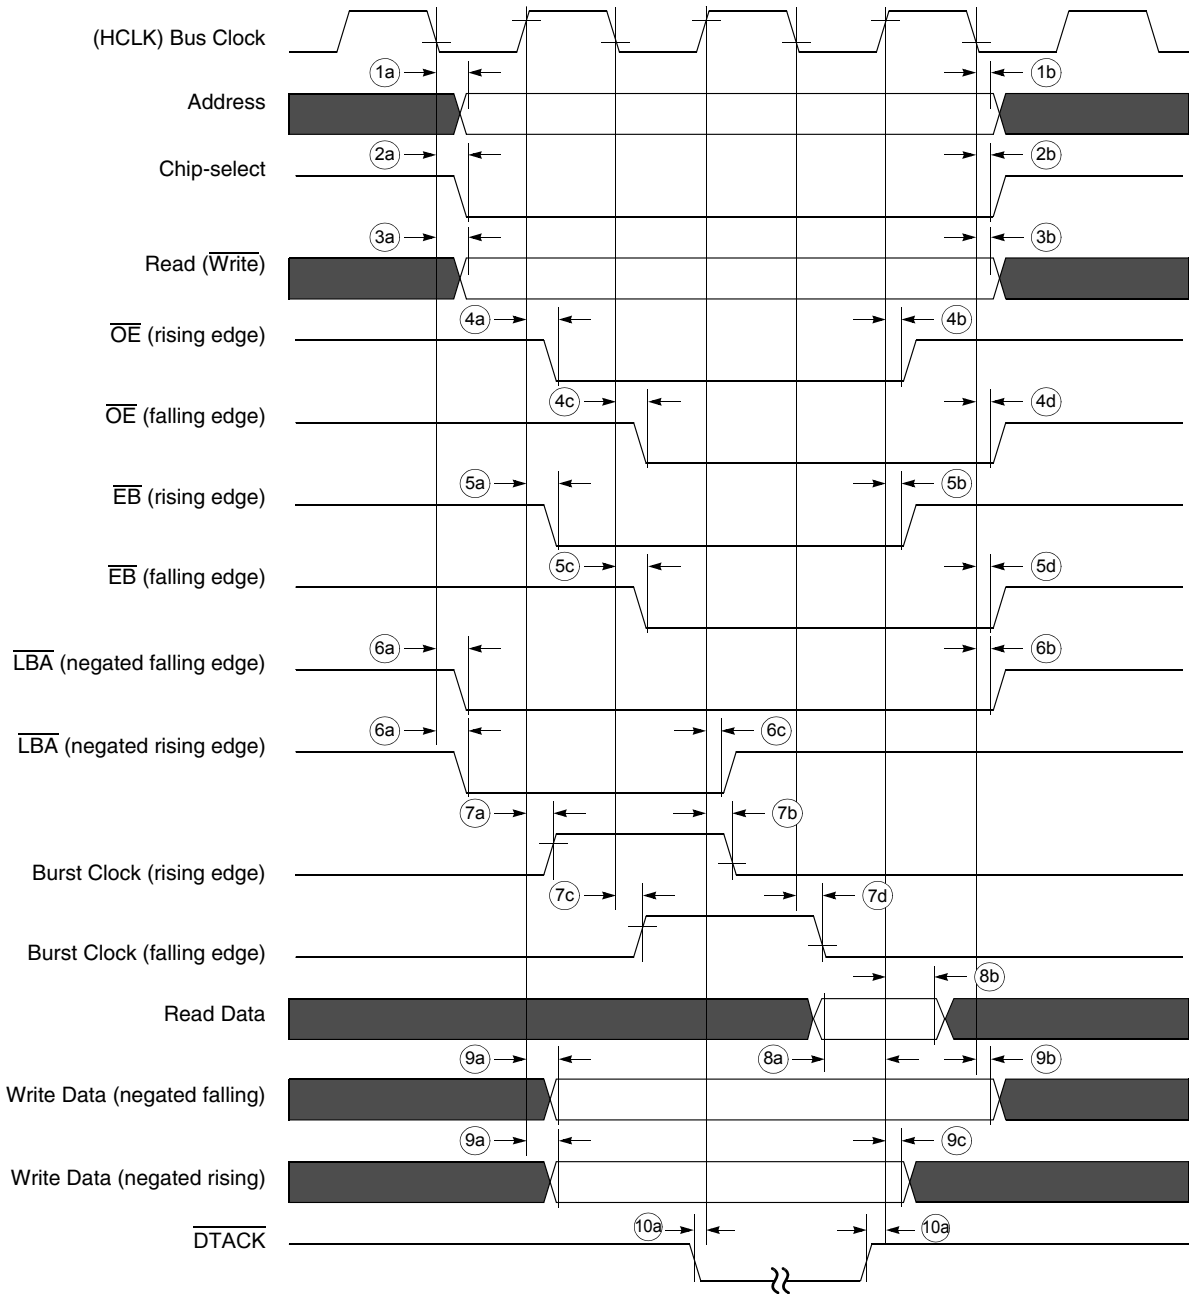 (HCLK) Bus Clock
1a 1b
Address
2a 2b
Chip-select
3a 3b
Read (Write)
4a 4b
OE (rising edge)
4c 4d
OE (falling edge)
5a 5b
EB (rising edge)
5c 5d
EB (falling edge)
6a 6b
LBA (negated falling edge)
6a 6c
LBA (negated rising edge)
7a 7b
Burst Clock (rising edge)
7c 7d
Burst Clock (falling edge)
8b
Read Data
9a 8a 9b
Write Data (negated falling)
9a 9c
Write Data (negated rising)
10a 10a
DTACK